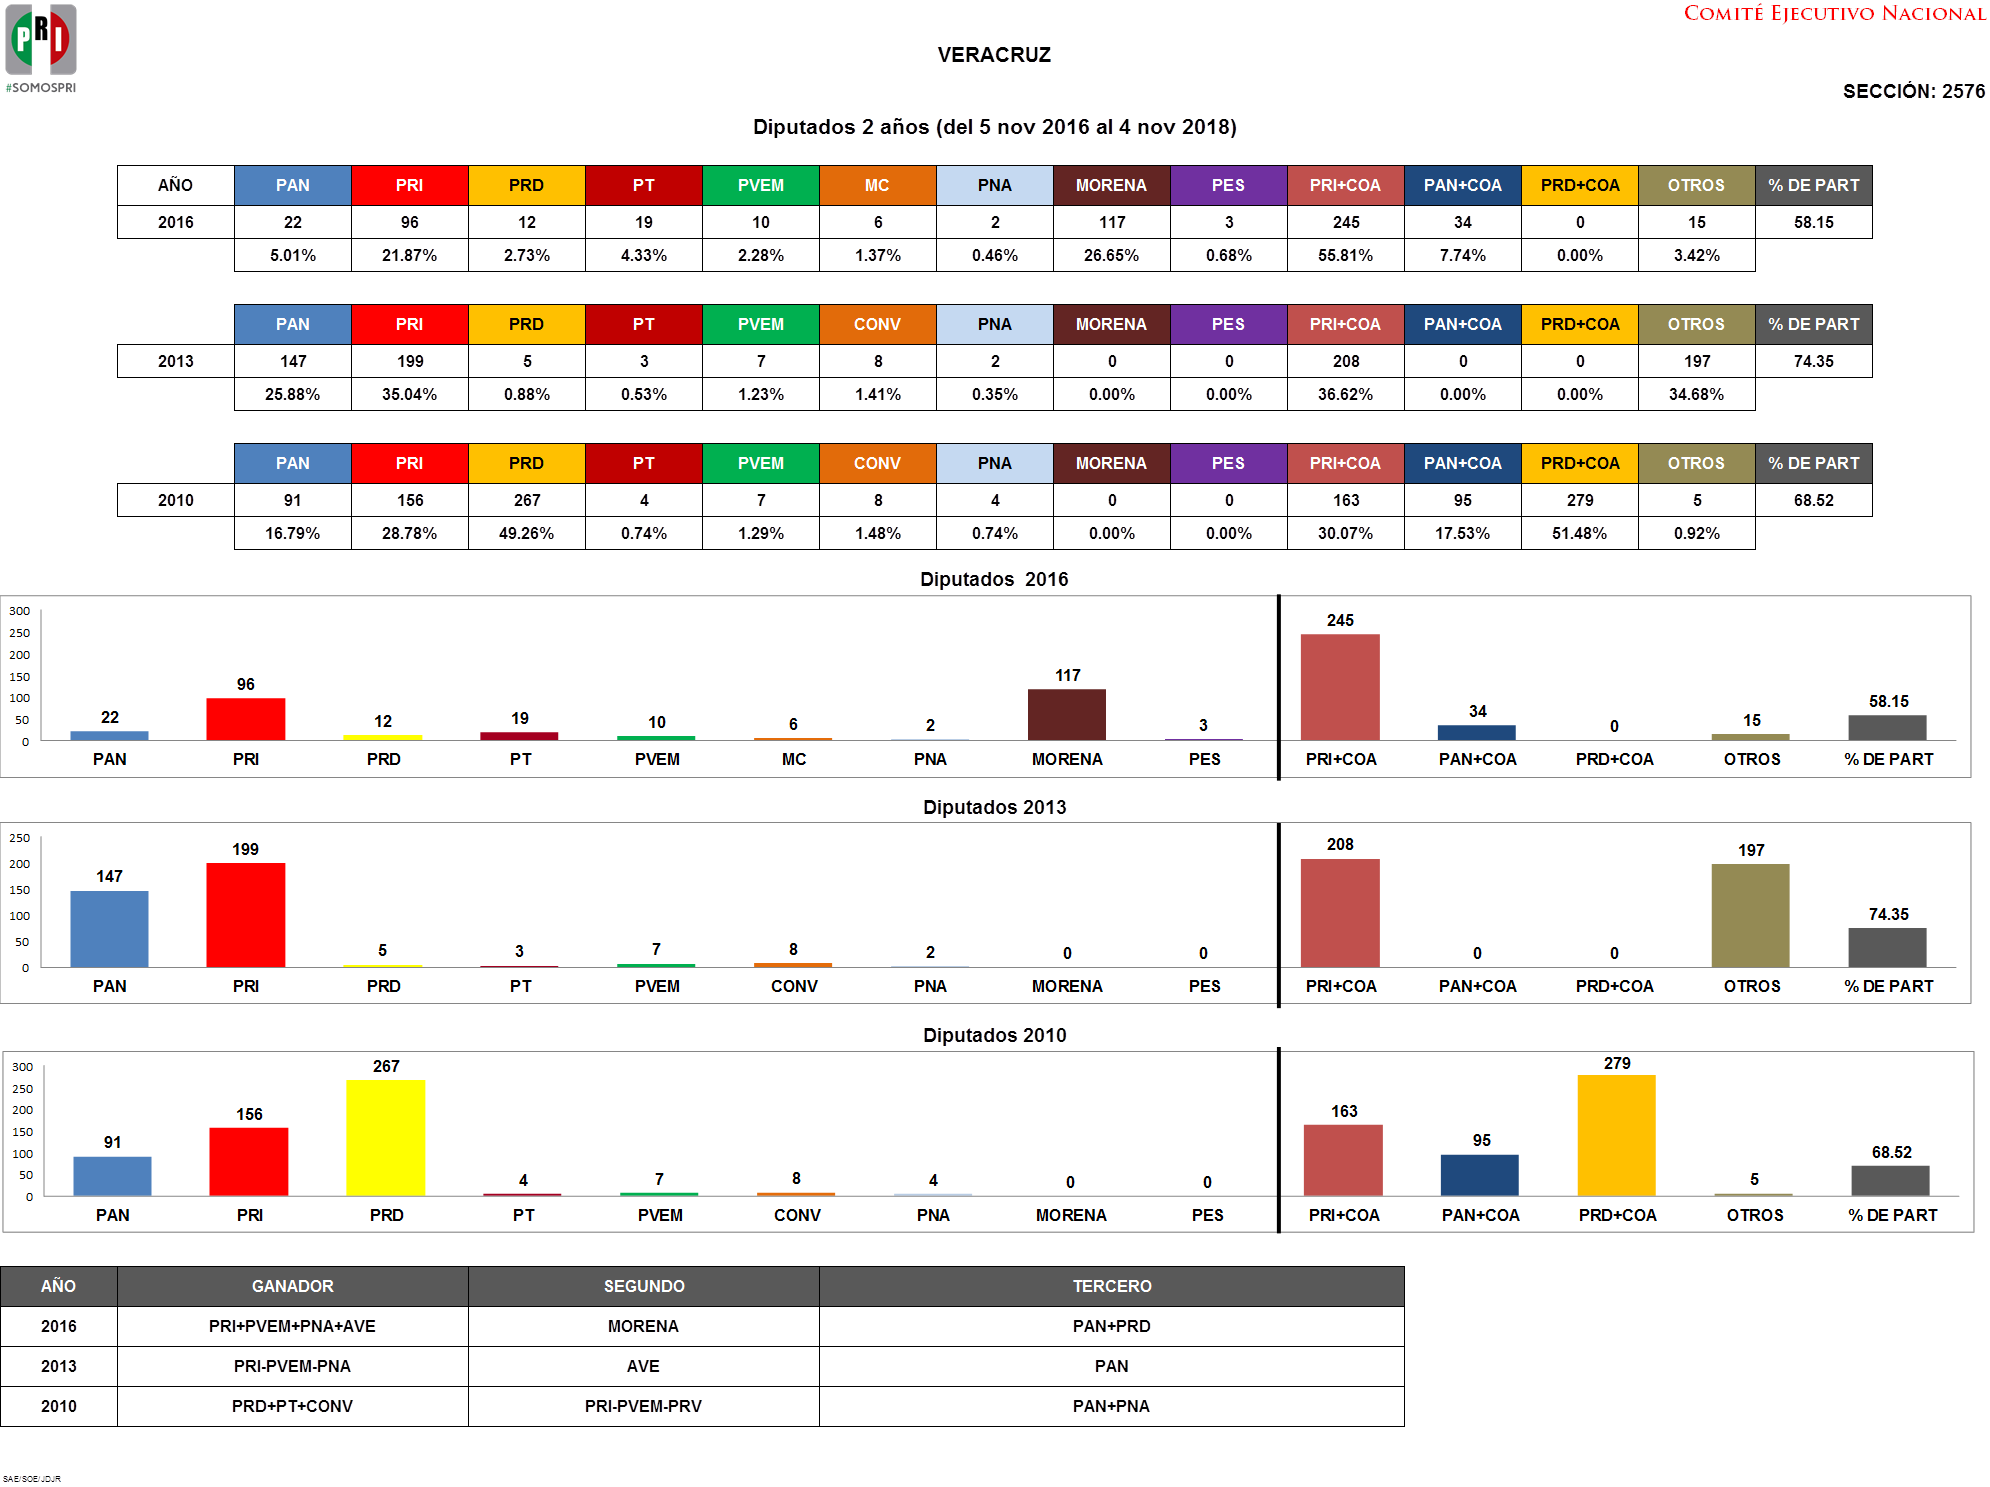 PRI
#SOMOSPRI
COMITÉ EJECUTIVO NACIONAL
VERACRUZ
SECCIÓN: 2576
Diputados 2 años (del 5 nov 2016 al 4 nov 2018)
AÑO PAN PRI PRD PT PVEM MC PNA MORENA PES PRI+COA PAN+COA PRD+COA OTROS % DE PART
2016 22 96 12 19 10 6 2 117 3 245 34 0 15 58.15
5.01% 21.87% 2.73% 4.33% 2.28% 1.37% 0.46% 26.65% 0.68% 55.81% 7.74% 0.00% 3.42%
PAN PRI PRD PT PVEM CONV PNA MORENA PES PRI+COA PAN+COA PRD+COA OTROS % DE PART
2013 147 199 5 3 7 8 2 0 0 208 0 0 197 74.35
25.88% 35.04% 0.88% 0.53% 1.23% 1.41% 0.35% 0.00% 0.00% 36.62% 0.00% 0.00% 34.68%
PAN PRI PRD PT PVEM CONV PNA MORENA PES PRI+COA PAN+COA PRD+COA OTROS % DE PART
2010 91 156 267 4 7 8 4 0 0 163 95 279 5 68.52
16.79% 28.78% 49.26% 0.74% 1.29% 1.48% 0.74% 0.00% 0.00% 30.07% 17.53% 51.48% 0.92%
Diputados 2016
300
250
200
150
100
50
0
22 96 12 19 10 6 2 117 3 245 34 0 15 58.15
PAN PRI PRD PT PVEM MC PNA MORENA PES PRI+COA PAN+COA PRD+COA OTROS % DE PART
Diputados 2013
250
200
150
100
50
0
147 199 5 3 7 8 2 0 0 208 0 0 197 74.35
PAN PRI PRD PT PVEM CONV PNA MORENA PES PRI+COA PAN+COA PRD+COA OTROS % DE PART
Diputados 2010
300
250
200
150
100
50
0
91 156 267 4 7 8 4 0 0 163 95 279 5 68.52
PAN PRI PRD PT PVEM CONV PNA MORENA PES PRI+COA PAN+COA PRD+COA OTROS % DE PART
AÑO GANADOR SEGUNDO TERCERO
2016 PRI+PVEM+PNA+AVE MORENA PAN+PRD
2013 PRI-PVEM-PNA AVE PAN
2010 PRD+PT+CONV PRI-PVEM-PRV PAN+PNA
SAE/SOE/JDJR